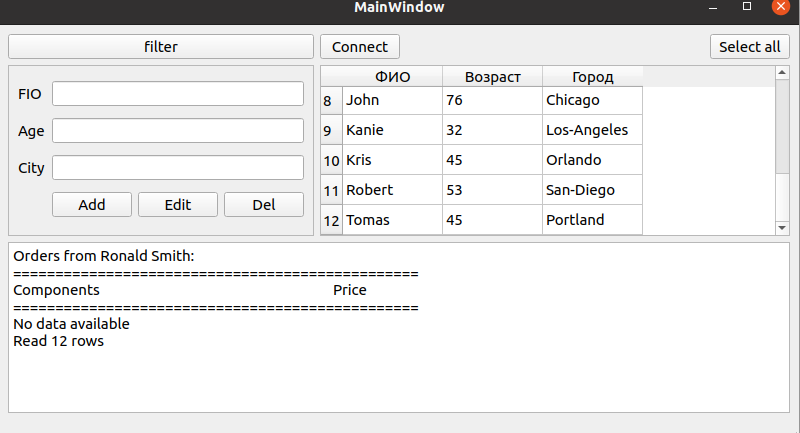 MainWindow
filter Connect Select all
FIO
Age
City
Add Edit Del
ФИО Возраст Город
8 John 76 Chicago
9 Kanie 32 Los-Angeles
10 Kris 45 Orlando
11 Robert 53 San-Diego
12 Tomas 45 Portland
Orders from Ronald Smith:
================================================
Components Price
================================================
No data available
Read 12 rows